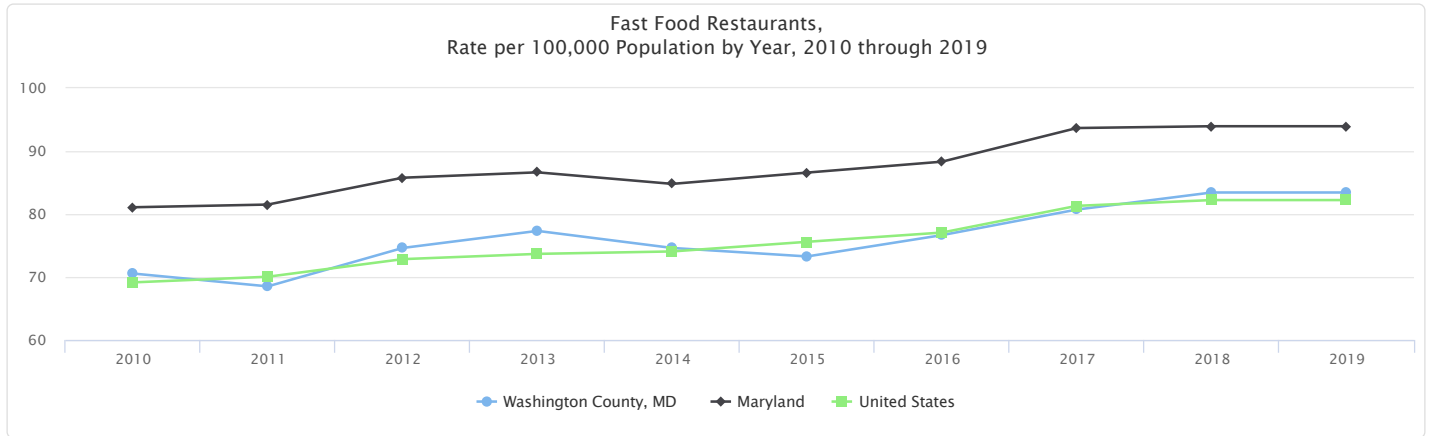 Fast Food Restaurants,
Rate per 100,000 Population by Year, 2010 through 2019
100
90
80
70
60
2010 2011 2012 2013 2014 2015 2016 2017 2018 2019
Washington County, MD Maryland United States